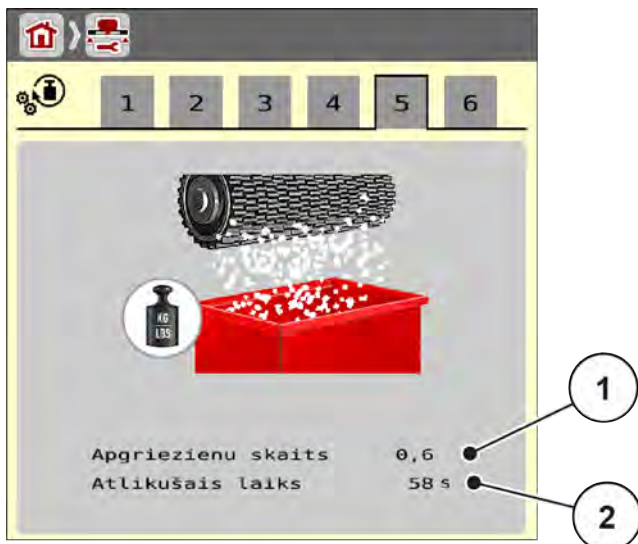 1 2 3 4 5 6
KG
LBS
Apgriezienu skaits 0,6
Atlikušais laiks 58 s
1
2